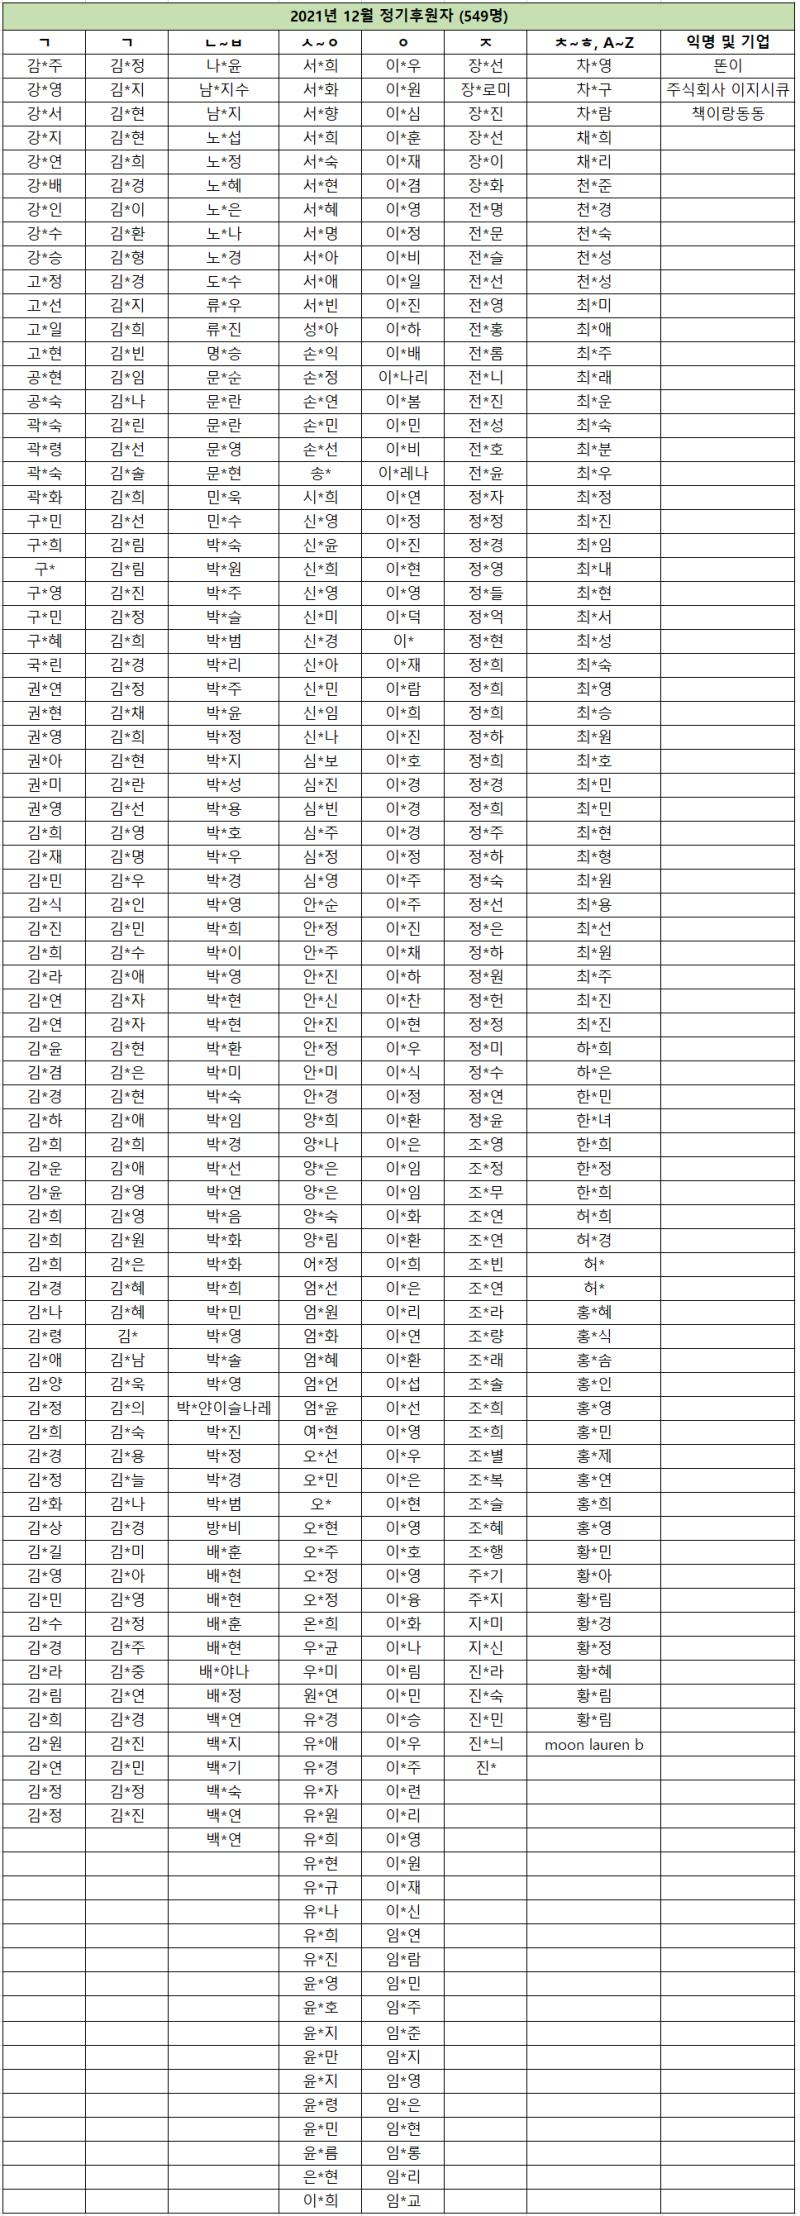 2021년 12월 정기후원자 (549명)
ㄱ ㄱ ㄴ~ㅂ ㅅ~ㅇ ㅇ ㅈ ㅊ~ㅎ, A~Z 익명 및 기업
감*주 김*정 나*윤 서*희 이*우 장*선 차*영 똔이
강*영 김*지 남*지수 서*화 이*원 장*로미 차*구 주식회사 이지시큐
강*서 김*현 남*지 서*향 이*심 장*진 차*람 책이랑동동
강*지 김*현 노*섭 서*희 이*훈 장*선 채*희
강*연 김*희 노*정 서*숙 이*재 장*이 채*리
강*배 김*경 노*혜 서*현 이*겸 장*화 천*준
강*인 김*이 노*은 서*혜 이*영 전*명 천*경
강*수 김*환 노*나 서*명 이*정 전*문 천*숙
강*승 김*형 노*경 서*아 이*비 전*슬 천*성
고*정 김*경 도*수 서*애 이*일 전*선 천*성
고*선 김*지 류*우 서*빈 이*진 전*영 최*미
고*일 김*희 류*진 성*아 이*하 전*홍 최*애
고*현 김*빈 명*승 손*익 이*배 전*롬 최*주
공*현 김*임 문*순 손*정 이*나리 전*니 최*래
공*숙 김*나 문*란 손*연 이*봄 전*진 최*운
곽*숙 김*린 문*란 손*민 이*민 전*성 최*숙
곽*령 김*선 문*영 손*선 이*비 전*호 최*분
곽*숙 김*솔 문*현 송* 이*레나 전*윤 최*우
곽*화 김*희 민*욱 시*희 이*연 정*자 최*정
구*민 김*선 민*수 신*영 이*정 정*정 최*진
구*희 김*림 박*숙 신*윤 이*진 정*경 최*임
구* 김*림 박*원 신*희 이*현 정*영 최*내
구*영 김*진 박*주 신*영 이*영 정*들 최*현
구*민 김*정 박*슬 신*미 이*덕 정*억 최*서
구*혜 김*희 박*범 신*경 이* 정*현 최*성
국*린 김*경 박*리 신*아 이*재 정*희 최*숙
권*연 김*정 박*주 신*민 이*람 정*희 최*영
권*현 김*채 박*윤 신*임 이*희 정*희 최*승
권*영 김*희 박*정 신*나 이*진 정*하 최*원
권*아 김*현 박*지 심*보 이*호 정*희 최*호
권*미 김*란 박*성 심*진 이*경 정*경 최*민
권*영 김*선 박*용 심*빈 이*경 정*희 최*민
김*희 김*영 박*호 심*주 이*경 정*주 최*현
김*재 김*명 박*우 심*정 이*정 정*하 최*형
김*민 김*우 박*경 심*영 이*주 정*숙 최*원
김*식 김*인 박*영 안*순 이*주 정*선 최*용
김*진 김*민 박*희 안*정 이*진 정*은 최*선
김*희 김*수 박*이 안*주 이*채 정*하 최*원
김*라 김*애 박*영 안*진 이*하 정*원 최*주
김*연 김*자 박*현 안*신 이*찬 정*헌 최*진
김*연 김*자 박*현 안*진 이*현 정*정 최*진
김*윤 김*현 박*환 안*정 이*우 정*미 하*희
김*겸 김*은 박*미 안*미 이*식 정*수 하*은
김*경 김*현 박*숙 안*경 이*정 정*연 한*민
김*하 김*애 박*임 양*희 이*환 정*윤 한*녀
김*희 김*희 박*경 양*나 이*은 조*영 한*희
김*운 김*애 박*선 양*은 이*임 조*정 한*정
김*윤 김*영 박*연 양*은 이*임 조*무 한*희
김*희 김*영 박*음 양*숙 이*화 조*연 허*희
김*희 김*원 박*화 양*림 이*환 조*연 허*경
김*희 김*은 박*화 어*정 이*희 조*빈 허*
김*경 김*혜 박*희 엄*선 이*은 조*연 허*
김*나 김*혜 박*민 엄*원 이*리 조*라 홍*혜
김*령 김* 박*영 엄*화 이*연 조*량 홍*식
김*애 김*남 박*솔 엄*혜 이*환 조*래 홍*솜
김*양 김*욱 박*영 엄*언 이*섭 조*솔 홍*인
김*정 김*의 박*얀이슬나레 엄*윤 이*선 조*희 홍*영
김*희 김*숙 박*진 여*현 이*영 조*희 홍*민
김*경 김*용 박*정 오*선 이*우 조*별 홍*제
김*정 김*늘 박*경 오*민 이*은 조*복 홍*연
김*화 김*나 박*범 오* 이*현 조*슬 홍*희
김*상 김*경 방*비 오*현 이*영 조*혜 홍*영
김*길 김*미 배*훈 오*주 이*호 조*행 황*민
김*영 김*아 배*현 오*정 이*영 주*기 황*아
김*민 김*영 배*현 오*정 이*융 주*지 황*림
김*수 김*정 배*훈 온*희 이*화 지*미 황*경
김*경 김*주 배*현 우*균 이*나 지*신 황*정
김*라 김*중 배*야나 우*미 이*림 진*라 황*혜
김*림 김*연 배*정 원*연 이*민 진*숙 황*림
김*희 김*경 백*연 유*경 이*승 진*민 황*림
김*원 김*진 백*지 유*애 이*우 진*늬 moon lauren b
김*연 김*민 백*기 유*경 이*주 진*
김*정 김*정 백*숙 유*자 이*련
김*정 김*진 백*연 유*원 이*리
백*연 유*희 이*영
유*현 이*원
유*규 이*재
유*나 이*신
유*희 임*연
유*진 임*람
윤*영 임*민
윤*호 임*주
윤*지 임*준
윤*만 임*지
윤*지 임*영
윤*령 임*은
윤*민 임*현
윤*름 임*롱
은*현 임*리
이*희 임*교